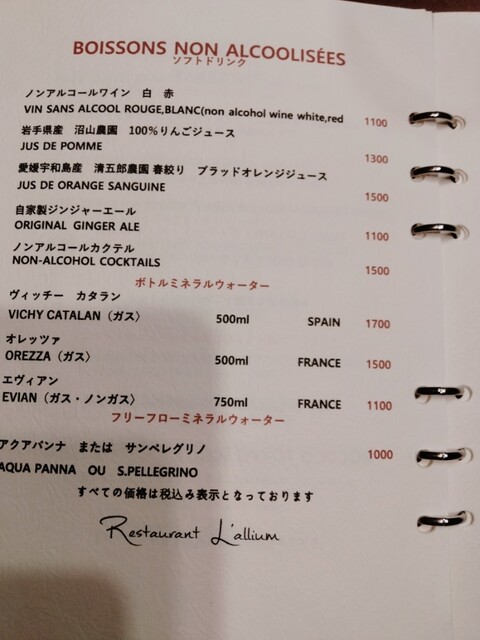 BOISSONS NON ALCOOLISÉES
ソフトドリンク
ノンアルコールワイン 白 赤
VIN SANS ALCOOL ROUGE,BLANC(non alcohol wine white,red 1100
岩手県産 沼山農園 100%りんごジュース
JUS DE POMME 1300
愛媛宇和島産 清五郎農園 春絞り ブラッドオレンジジュース
JUS DE ORANGE SANGUINE 1500
自家製ジンジャーエール
ORIGINAL GINGER ALE 1100
ノンアルコールカクテル
NON-ALCOHOL COCKTAILS 1500
ボトルミネラルウォーター
ヴィッチー カタラン
VICHY CATALAN（ガス） 500ml SPAIN 1700
オレッツァ
OREZZA（ガス） 500ml FRANCE 1500
エヴィアン
EVIAN（ガス・ノンガス） 750ml FRANCE 1100
フリーフローミネラルウォーター
アクアパンナ または サンペレグリノ 1000
AQUA PANNA OU S.PELLEGRINO
すべての価格は税込み表示となっております
Restaurant L'allium